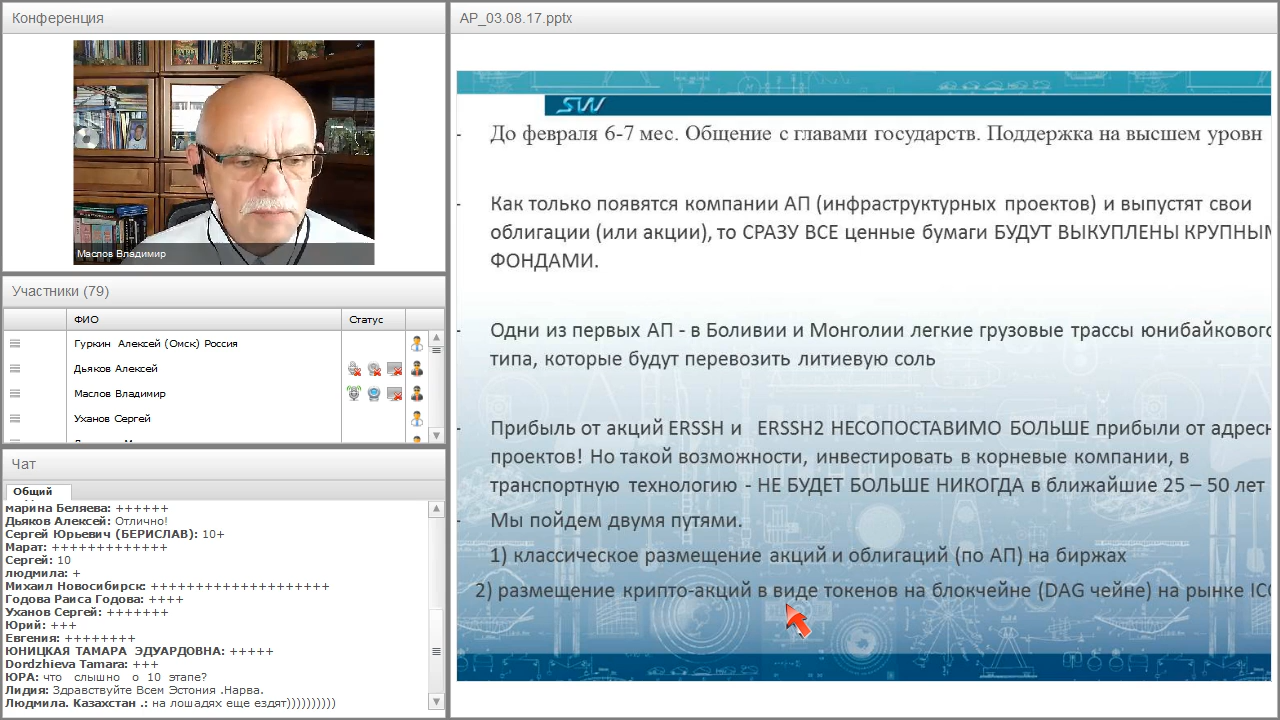 Конференция
Маслов Владимир
Участники (79)
ФИО
Статус
Гуркин Алексей (Омск) Россия
Дьяков Алексей
Маслов Владимир
Уханов Сергей
Чат
Общий
марина Беляева: ++++++
Дьяков Алексей: Отлично!
Сергей Юрьевич (БЕРИСЛАВ): 10+
Марат: +++++++++++++
Сергей: 10
людмила: +
Михаил Новосибирск: ++++++++++++++++++++
Годова Раиса Годова: ++++
Уханов Сергей: +++++++
Юрий: +++
Евгения: ++++++++
ЮНИЦКАЯ ТАМАРА ЭДУАРДОВНА: +++++
Dordzhieva Tamara: +++
ЮЛА: что слышно о 10 этапе?
Лидия: Здравствуйте Всем Эстония .Нарва.
Людмила. Казахстан .: на лошадях еще ездят))))))))))
AP_03.08.17.pptx
SW
- До февраля 6-7 мес. Общение с главами государств. Поддержка на высшем уровн
- Как только появятся компании АП (инфраструктурных проектов) и выпустят свои
облигации (или акции), то СРАЗУ ВСЕ ценные бумаги БУДУТ ВЫКУПЛЕНЫ КРУПНЫМ
ФОНДАМИ.
- Одни из первых АП - в Боливии и Монголии легкие грузовые трассы юнибайкового
типа, которые будут перевозить литиевую соль
- Прибыль от акций ERSSH и ERSSH2 НЕСОПОСТАВИМО БОЛЬШЕ прибыли от адресн
проектов! Но такой возможности, инвестировать в корневые компании, в
транспортную технологию - НЕ БУДЕТ БОЛЬШЕ НИКОГДА в ближайшие 25 – 50 лет
- Мы пойдем двумя путями.
1) классическое размещение акций и облигаций (по АП) на биржах
2) размещение крипто-акций в виде токенов на блокчейне (DAG чейне) на рынке ICO